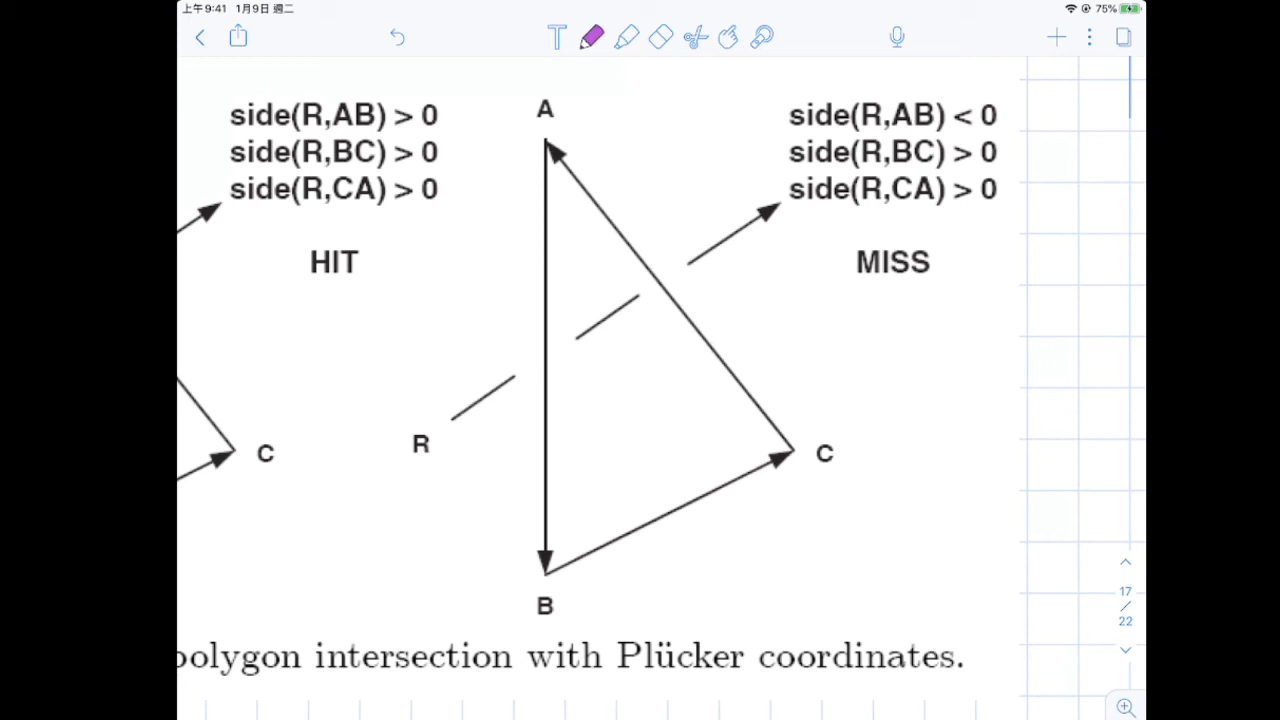 上午9:41 1月9日 週二
75%
side(R,AB) > 0
side(R,BC) > 0
side(R,CA) > 0
HIT
A
side(R,AB) < 0
side(R,BC) > 0
side(R,CA) > 0
MISS
R
C
C
B
17
/
22
polygon intersection with Plücker coordinates.